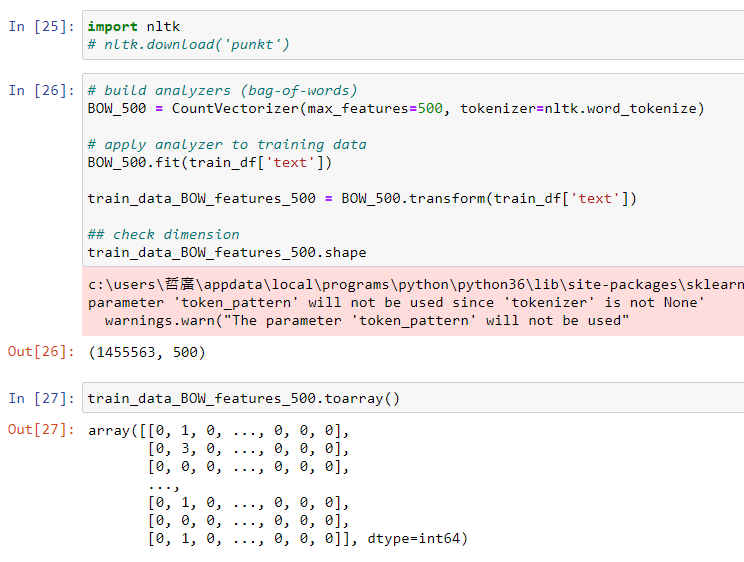 In [25]: import nltk
# nltk.download('punkt')
In [26]: # build analyzers (bag-of-words)
BOW_500 = CountVectorizer(max_features=500, tokenizer=nltk.word_tokenize)
# apply analyzer to training data
BOW_500.fit(train_df['text'])
train_data_BOW_features_500 = BOW_500.transform(train_df['text'])
## check dimension
train_data_BOW_features_500.shape
c:\users\哲廣\appdata\local\programs\python\python36\lib\site-packages\sklearn
parameter 'token_pattern' will not be used since 'tokenizer' is not None'
warnings.warn("The parameter 'token_pattern' will not be used"
Out[26]: (1455563, 500)
In [27]: train_data_BOW_features_500.toarray()
Out[27]: array([[0, 1, 0, ..., 0, 0, 0],
[0, 3, 0, ..., 0, 0, 0],
[0, 0, 0, ..., 0, 0, 0],
...,
[0, 1, 0, ..., 0, 0, 0],
[0, 0, 0, ..., 0, 0, 0],
[0, 1, 0, ..., 0, 0, 0]], dtype=int64)